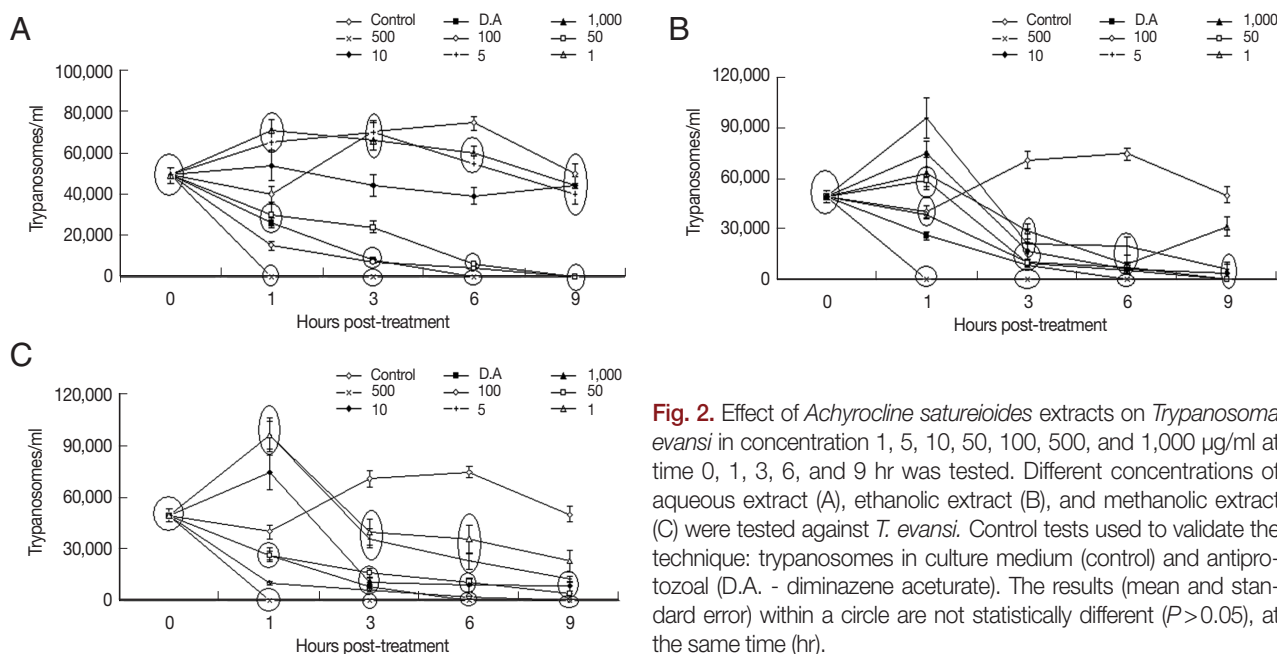 A
Control D.A 1,000
500 100 50
10 5 1
100,000
80,000
60,000
40,000
20,000
0
Trypanosomes/ml
0 1 3 6 9
Hours post-treatment
B
Control D.A 1,000
500 100 50
10 5 1
120,000
90,000
60,000
30,000
0
Trypanosomes/ml
0 1 3 6 9
Hours post-treatment
C
Control D.A 1,000
500 100 50
10 5 1
120,000
90,000
60,000
30,000
0
Trypanosomes/ml
0 1 3 6 9
Hours post-treatment
Fig. 2. Effect of Achyrocline satureioides extracts on Trypanosoma
evansi in concentration 1, 5, 10, 50, 100, 500, and 1,000 µg/ml at
time 0, 1, 3, 6, and 9 hr was tested. Different concentrations of
aqueous extract (A), ethanolic extract (B), and methanolic extract
(C) were tested against T. evansi. Control tests used to validate the
technique: trypanosomes in culture medium (control) and antipro-
tozoal (D.A. - diminazene aceturate). The results (mean and stan-
dard error) within a circle are not statistically different (P>0.05), at
the same time (hr).